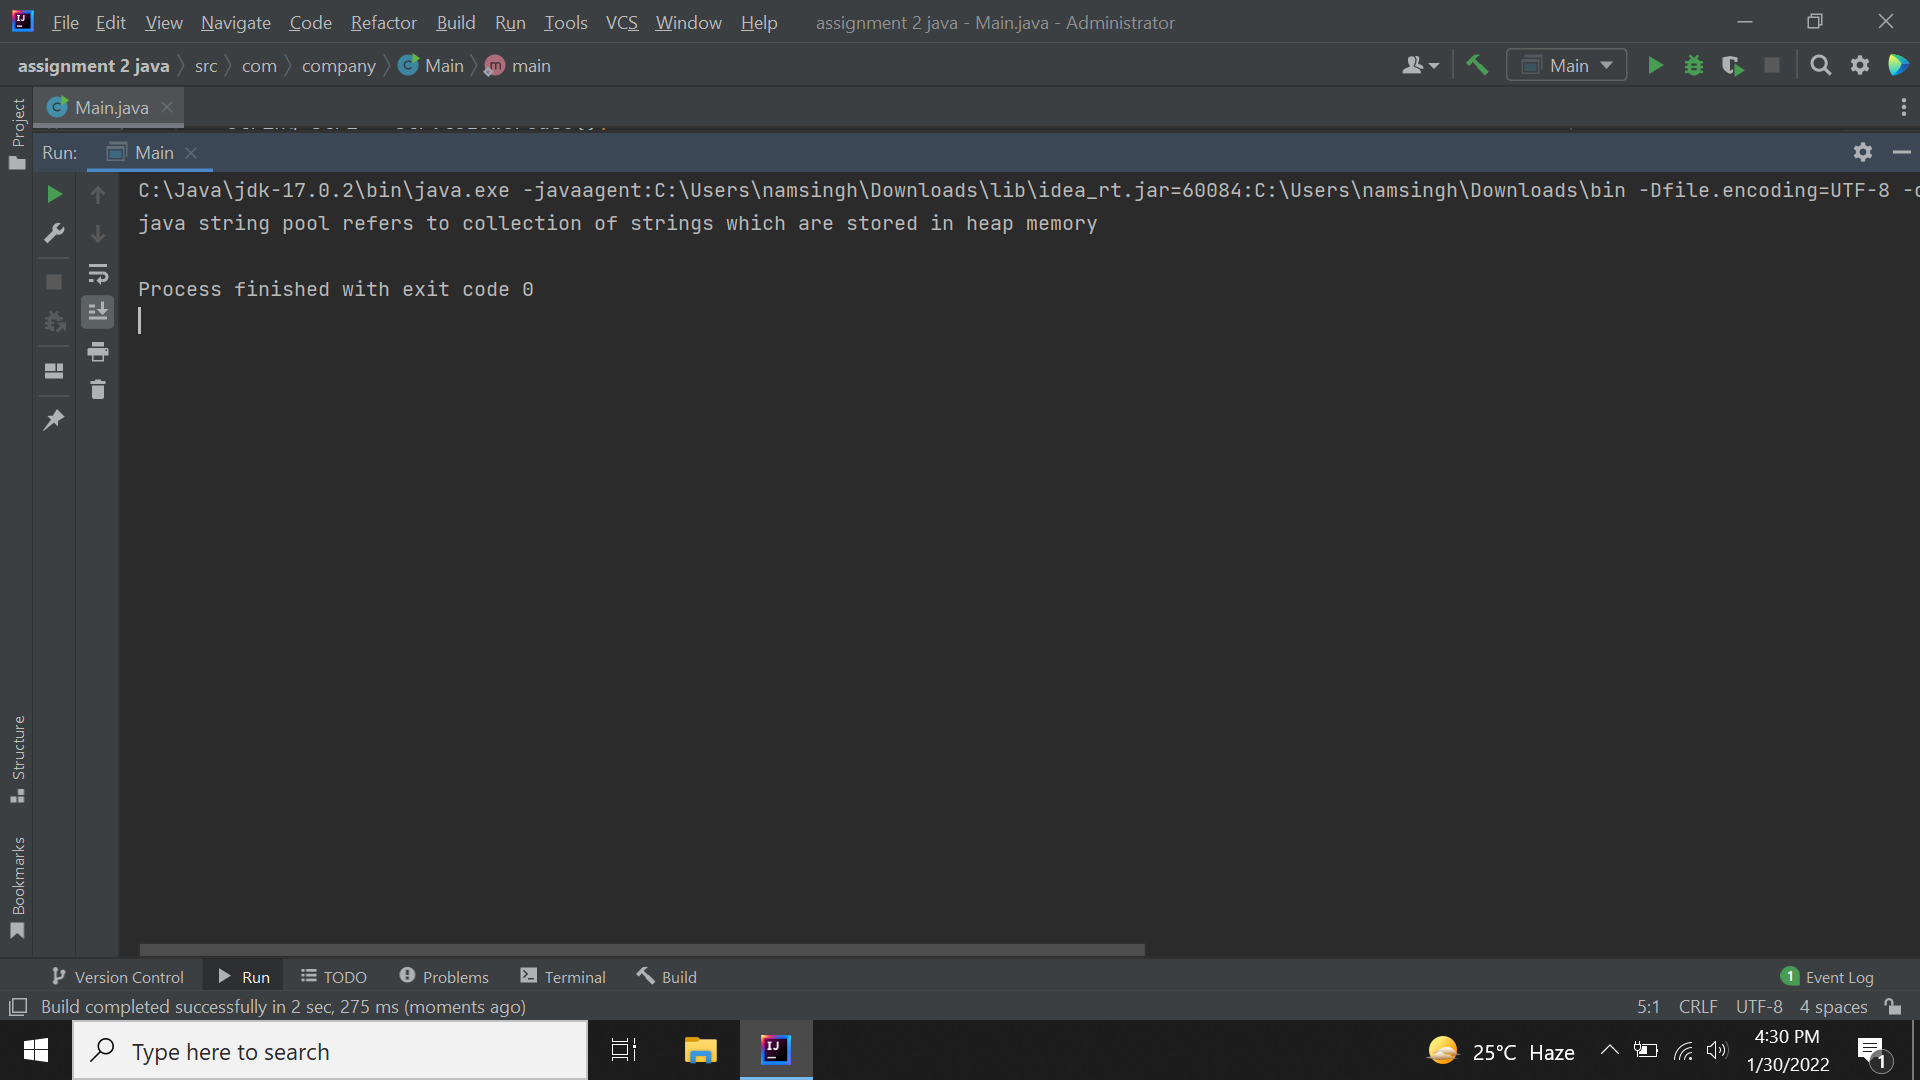 File Edit View Navigate Code Refactor Build Run Tools VCS Window Help assignment 2 java - Main.java - Administrator
assignment 2 java src com company Main main Main
Main.java
Run: Main
C:\Java\jdk-17.0.2\bin\java.exe -javaagent:C:\Users\namsingh\Downloads\lib\idea_rt.jar=60084:C:\Users\namsingh\Downloads\bin -Dfile.encoding=UTF-8
java string pool refers to collection of strings which are stored in heap memory
Process finished with exit code 0
Project
Structure
Bookmarks
Version Control Run TODO Problems Terminal Build 1 Event Log
Build completed successfully in 2 sec, 275 ms (moments ago) 5:1 CRLF UTF-8 4 spaces
Type here to search 25°C Haze 4:30 PM
1/30/2022 1